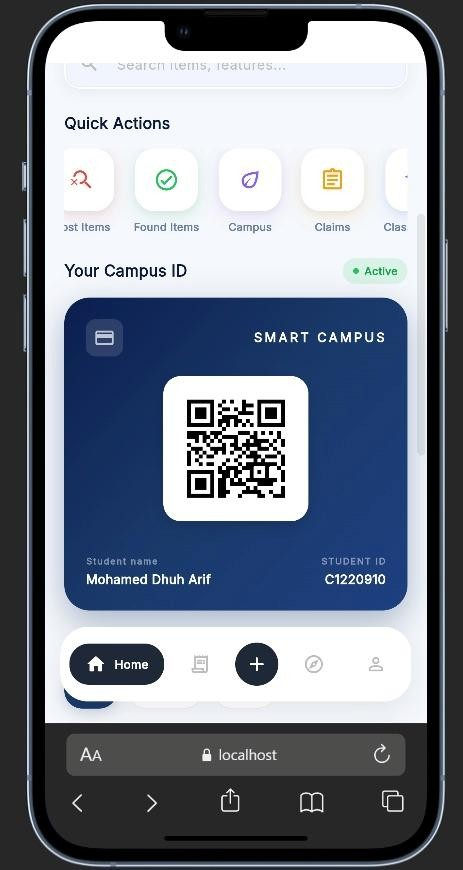 Search items, features...
Quick Actions
ost Items
Found Items
Campus
Claims
Clas
Your Campus ID
Active
SMART CAMPUS
Student name
STUDENT ID
Mohamed Dhuh Arif
C1220910
Home
AA
localhost